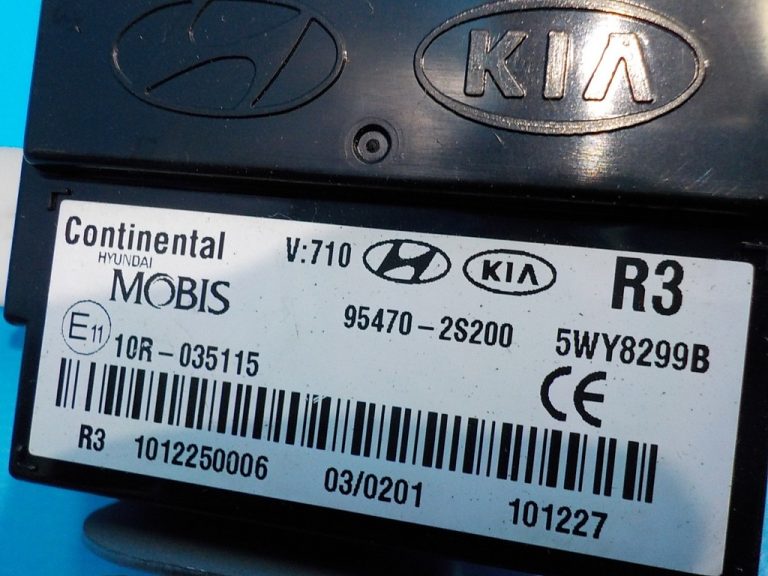 KIA
Continental V:710 KIA R3
HYUNDAI
MOBIS 95470-2S200 5WY8299B
E11 10R-035115 CE
R3 1012250006 03/0201 101227